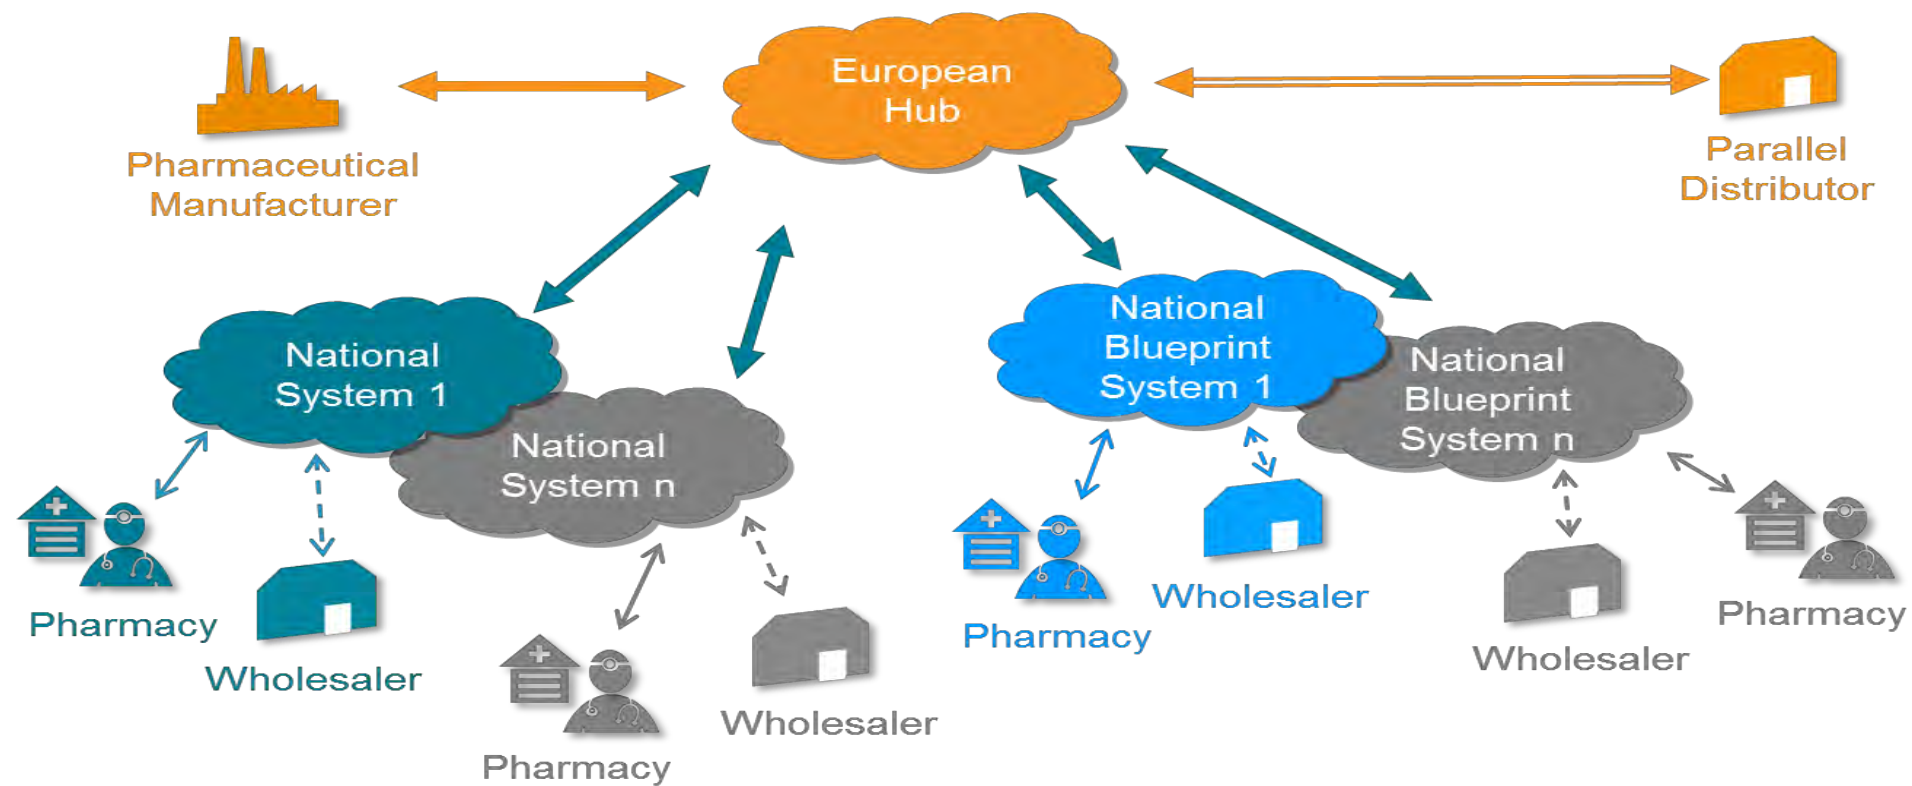 European
Hub
Pharmaceutical
Manufacturer
Parallel
Distributor
National
System 1
National
System n
National
Blueprint
System 1
National
Blueprint
System n
Pharmacy
Wholesaler
Pharmacy
Wholesaler
Pharmacy
Wholesaler
Wholesaler
Pharmacy